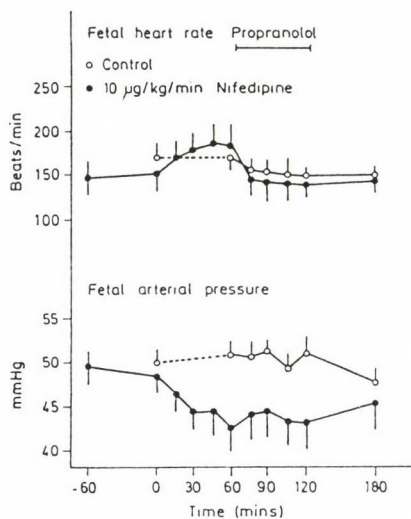 Fetal heart rate Propranolol
Control
10 µg/kg/min Nifedipine
250
200
150
100
Beats/min
Fetal arterial pressure
55
50
45
40
mmHg
-60 0 30 60 90 120 180
Time (mins)